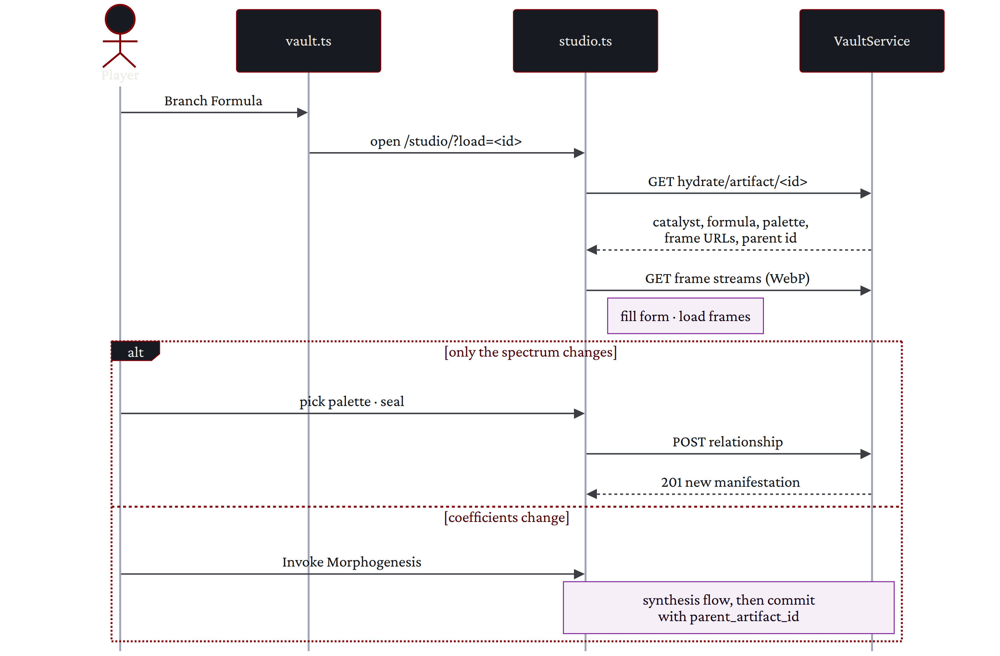 Player
vault.ts
studio.ts
VaultService
Branch Formula
open /studio/?load=<id>
GET hydrate/artifact/<id>
catalyst, formula, palette,
frame URLs, parent id
GET frame streams (WebP)
fill form · load frames
alt
[only the spectrum changes]
pick palette · seal
POST relationship
201 new manifestation
[coefficients change]
Invoke Morphogenesis
synthesis flow, then commit
with parent_artifact_id